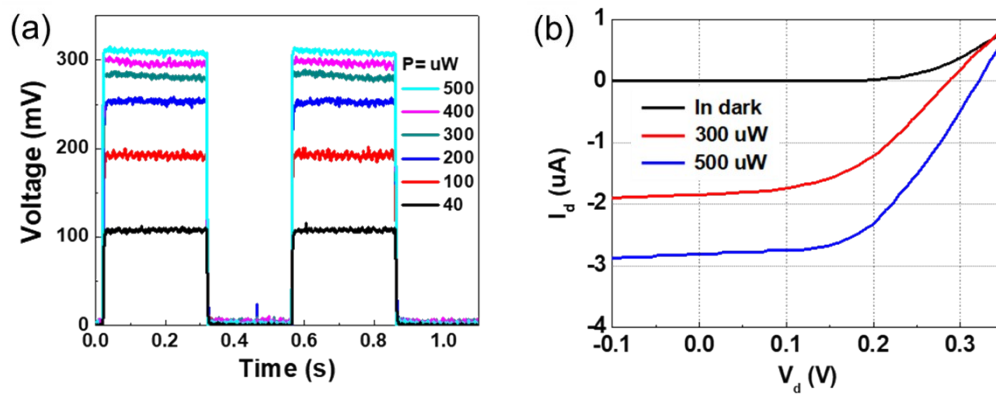 (a)
Voltage (mV)
300
200
100
0
P= uW
500
400
300
200
100
40
0.0 0.2 0.4 0.6 0.8 1.0
Time (s)
(b)
I_d (uA)
1
0
-1
-2
-3
-4
In dark
300 uW
500 uW
-0.1 0.0 0.1 0.2 0.3
V_d (V)